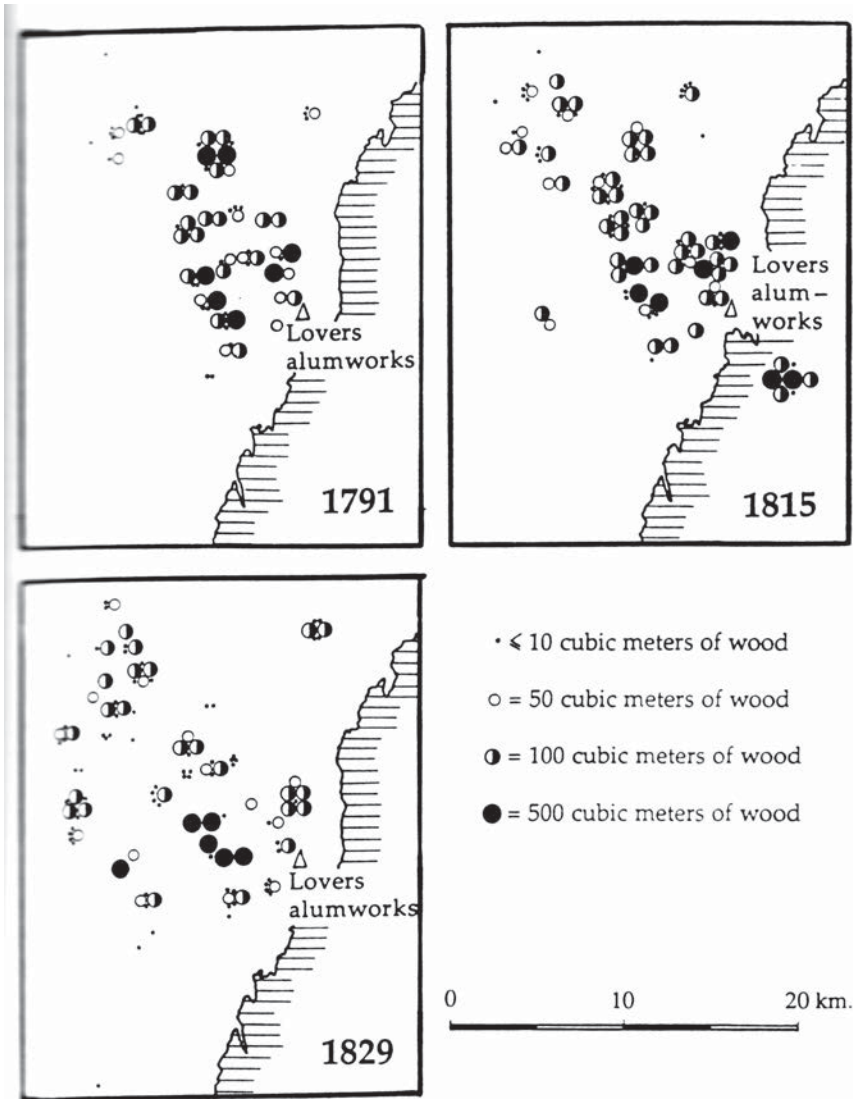 Lovers
alumworks
1791
Lovers
alum –
works
1815
Lovers
alumworks
1829
· ⩽ 10 cubic meters of wood
○ = 50 cubic meters of wood
◑ = 100 cubic meters of wood
● = 500 cubic meters of wood
0 10 20 km.